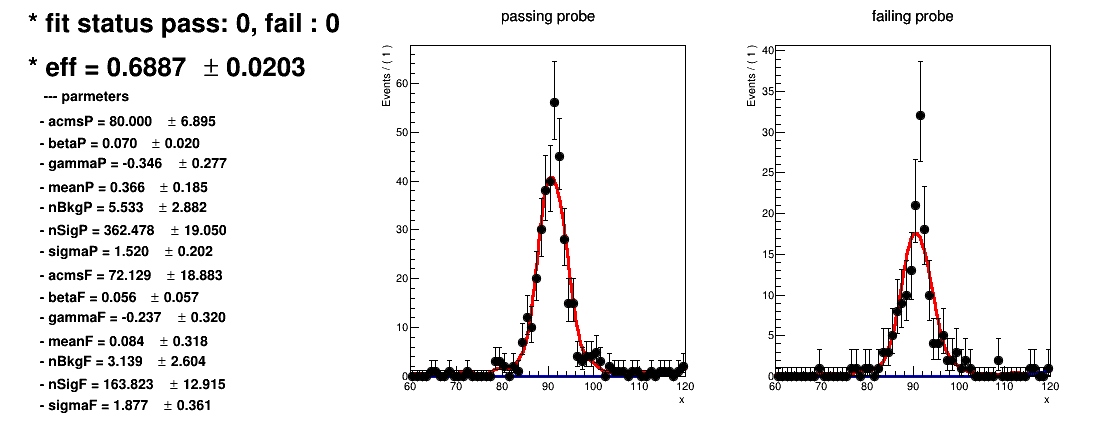 * fit status pass: 0, fail : 0
* eff = 0.6887 ± 0.0203
--- parmeters
- acmsP = 80.000 ± 6.895
- betaP = 0.070 ± 0.020
- gammaP = -0.346 ± 0.277
- meanP = 0.366 ± 0.185
- nBkgP = 5.533 ± 2.882
- nSigP = 362.478 ± 19.050
- sigmaP = 1.520 ± 0.202
- acmsF = 72.129 ± 18.883
- betaF = 0.056 ± 0.057
- gammaF = -0.237 ± 0.320
- meanF = 0.084 ± 0.318
- nBkgF = 3.139 ± 2.604
- nSigF = 163.823 ± 12.915
- sigmaF = 1.877 ± 0.361
passing probe
Events / ( 1 )
60
50
40
30
20
10
0
60 70 80 90 100 110 120
x
failing probe
Events / ( 1 )
40
35
30
25
20
15
10
5
0
60 70 80 90 100 110 120
x